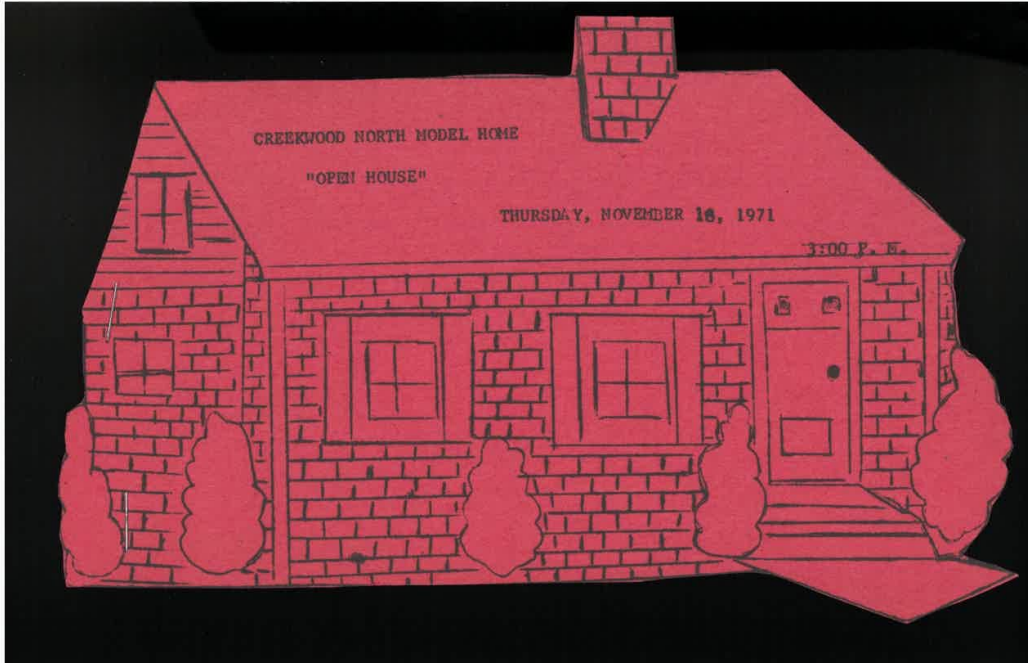 CREEKWOOD NORTH MODEL HOME
"OPEN HOUSE"
THURSDAY, NOVEMBER 18, 1971
3:00 P. M.